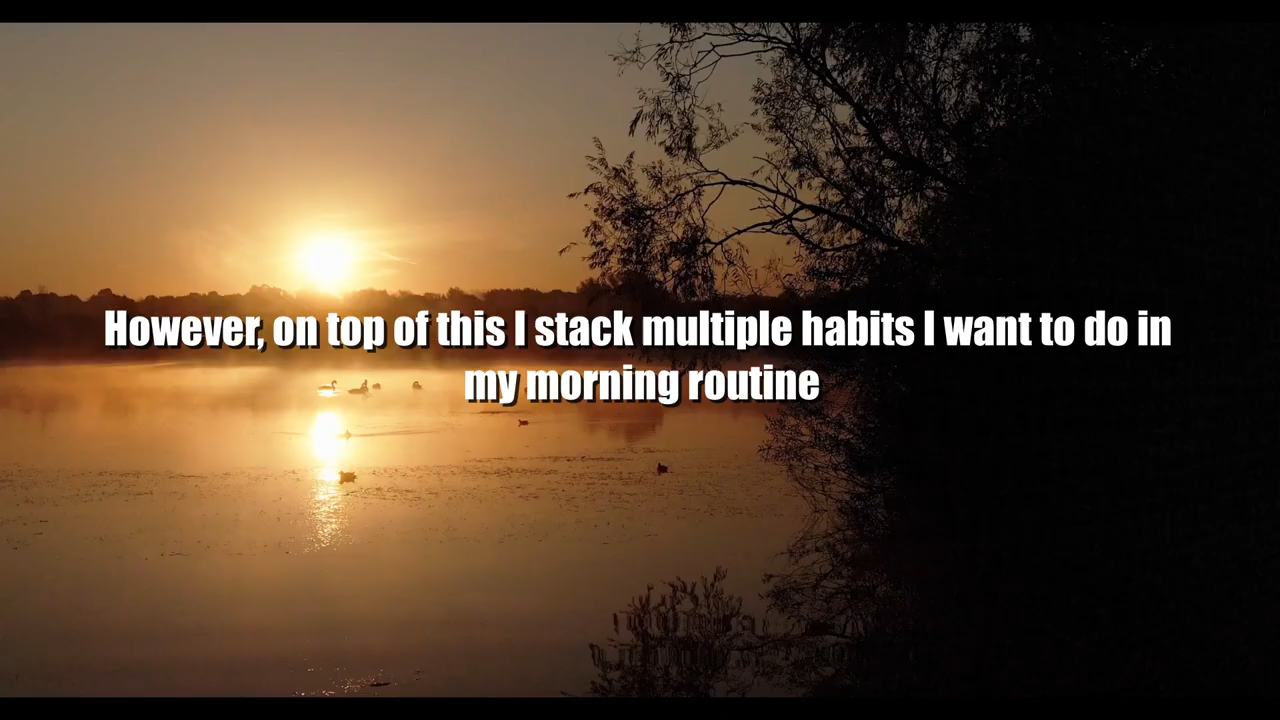 However, on top of this I stack multiple habits I want to do in
my morning routine